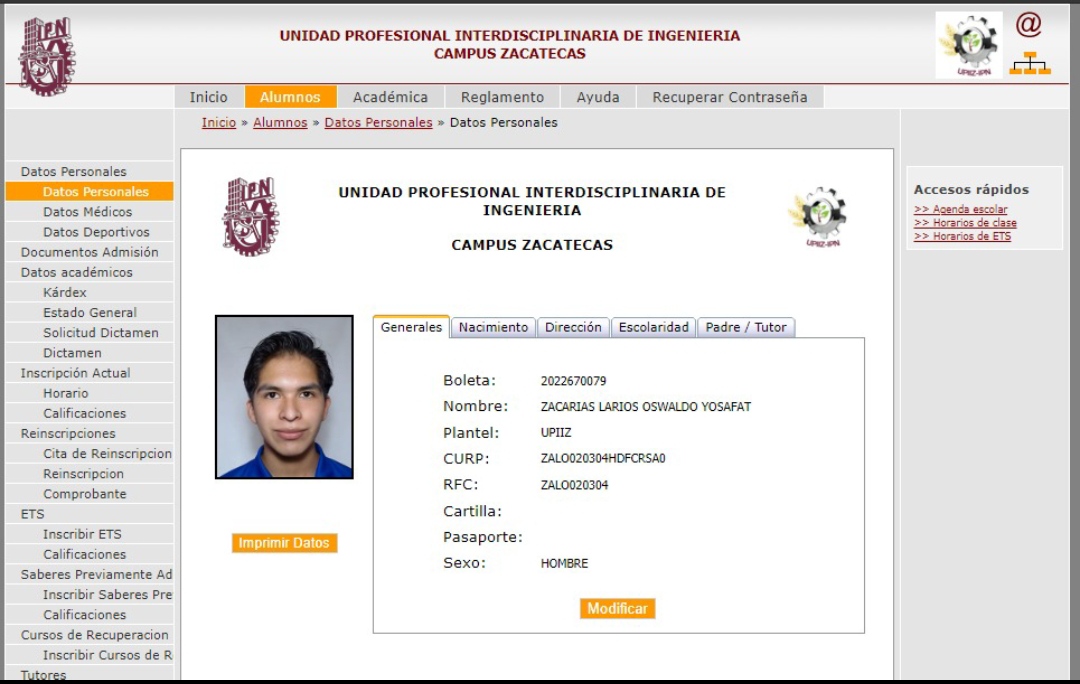 IPN
UNIDAD PROFESIONAL INTERDISCIPLINARIA DE INGENIERIA
CAMPUS ZACATECAS
UPIIZ-IPN
@
Inicio
Alumnos
Académica
Reglamento
Ayuda
Recuperar Contraseña
Inicio » Alumnos » Datos Personales » Datos Personales
Datos Personales
Datos Personales
Datos Médicos
Datos Deportivos
Documentos Admisión
Datos académicos
Kárdex
Estado General
Solicitud Dictamen
Dictamen
Inscripción Actual
Horario
Calificaciones
Reinscripciones
Cita de Reinscripcion
Reinscripcion
Comprobante
ETS
Inscribir ETS
Calificaciones
Saberes Previamente Ad
Inscribir Saberes Pre
Calificaciones
Cursos de Recuperacion
Inscribir Cursos de R
Tutores
IPN
UNIDAD PROFESIONAL INTERDISCIPLINARIA DE
INGENIERIA
CAMPUS ZACATECAS
UPIIZ-IPN
Imprimir Datos
Generales
Nacimiento
Dirección
Escolaridad
Padre / Tutor
Boleta: 2022670079
Nombre: ZACARIAS LARIOS OSWALDO YOSAFAT
Plantel: UPIIZ
CURP: ZALO020304HDFCRSA0
RFC: ZALO020304
Cartilla:
Pasaporte:
Sexo: HOMBRE
Modificar
Accesos rápidos
>> Agenda escolar
>> Horarios de clase
>> Horarios de ETS